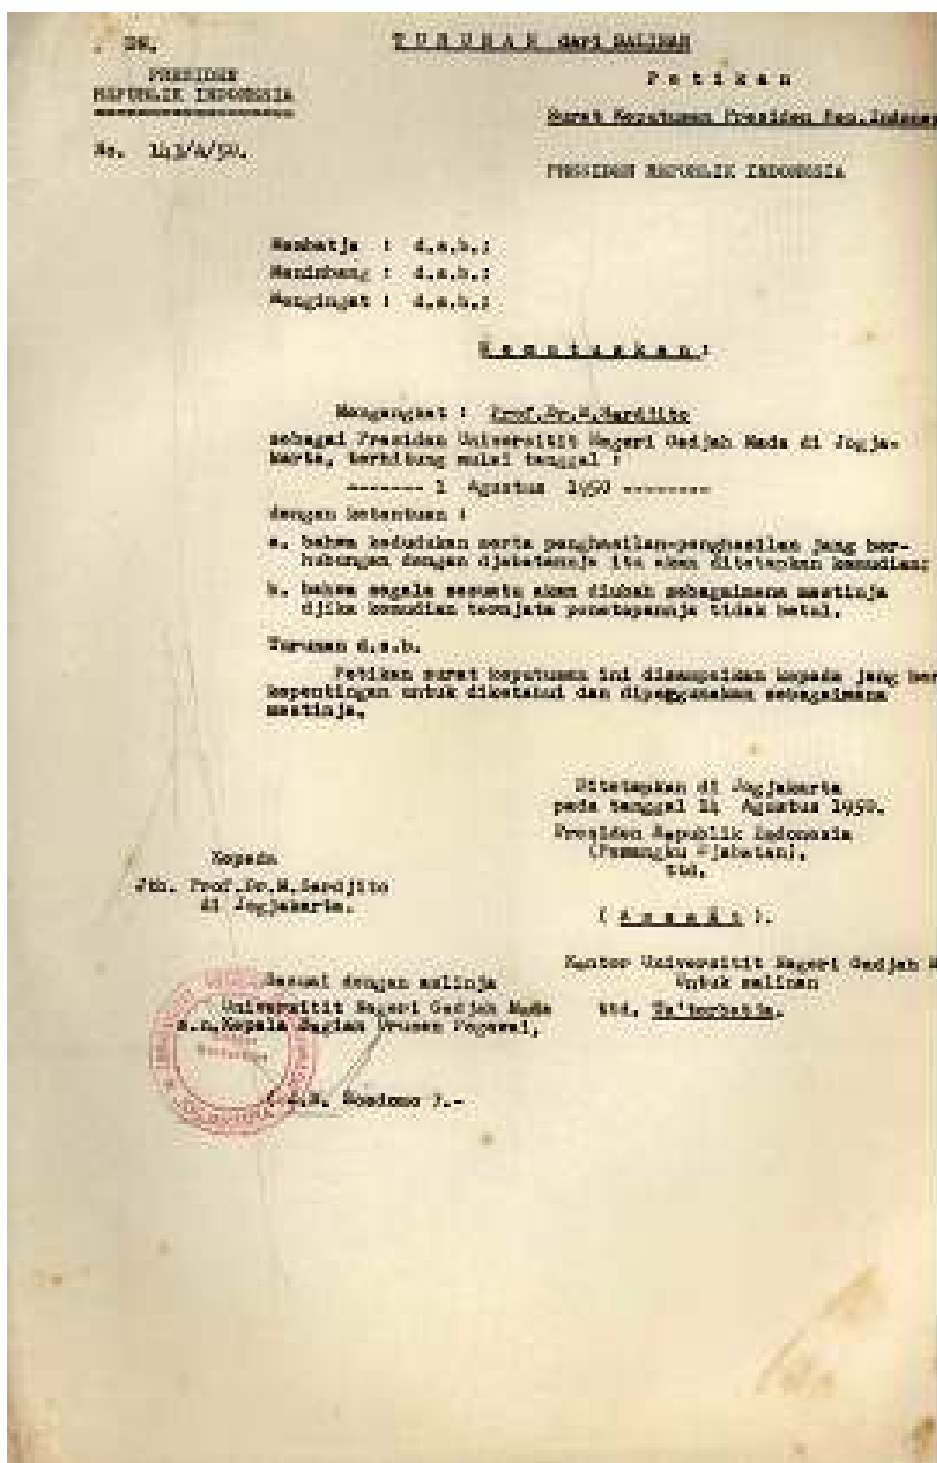 DN.
TURUNAN dari SALINAN
PRESIDEN
REPUBLIK INDONESIA
Petikan
Surat Keputusan Presiden Rep.Indones
No. 143/A/50.
PRESIDEN REPUBLIK INDONESIA
Membatja : d.s.b.;
Menimbang : d.s.b.;
Mengingat : d.s.b.;
Memutuskan:
Mengangkat : Prof.Dr.M.Sardjito
sebagai Presiden Universitit Negeri Gadjah Mada di Jogja-
karta, terhitung mulai tanggal :
------- 1 Agustus 1950 --------
dengan ketentuan :
a. bahwa kedudukan serta penghasilan-penghasilan jang ber-
hubungan dengan djabatannja itu akan ditetapkan kemudian;
b. bahwa segala sesuatu akan diubah sebagaimana mestinja
djika kemudian ternjata penetapannja tidak betul.
Turunan d.s.b.
Petikan surat keputusan ini disampaikan kepada jang ber
kepentingan untuk diketahui dan dipergunakan sebagaimana
mestinja.
Ditetapkan di Jogjakarta
pada tanggal 14 Agustus 1950.
Presiden Republik Indonesia
(Pemangku Djabatan).
ttd.
Kepada
Jth. Prof.Dr.M.Sardjito
di Jogjakarta.
( Assaat ).
Kantor Universitit Negeri Gadjah M
Untuk salinan
ttd.
Sesuai dengan aslinja
Universitit Negeri Gadjah Mada
a.n.Kepala Bagian Urusan Pegawai,
Soedomo ).-